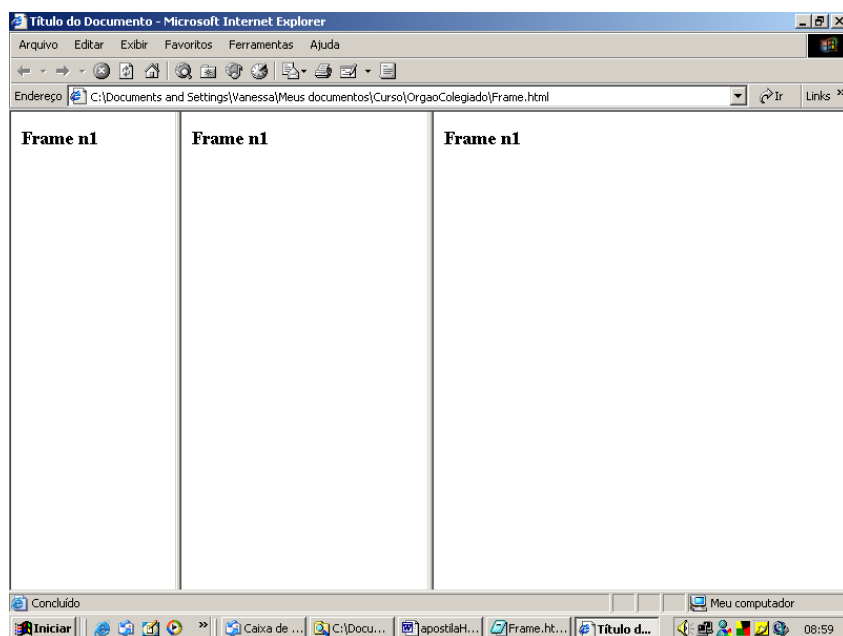 Título do Documento - Microsoft Internet Explorer
Arquivo Editar Exibir Favoritos Ferramentas Ajuda
Endereço C:\Documents and Settings\Vanessa\Meus documentos\Curso\OrgaoColegiado\Frame.html Ir Links »
Frame n1 Frame n1 Frame n1
Concluído Meu computador
Iniciar » Caixa de ... C:\Docu... apostilaH... Frame.ht... Título d... 08:59